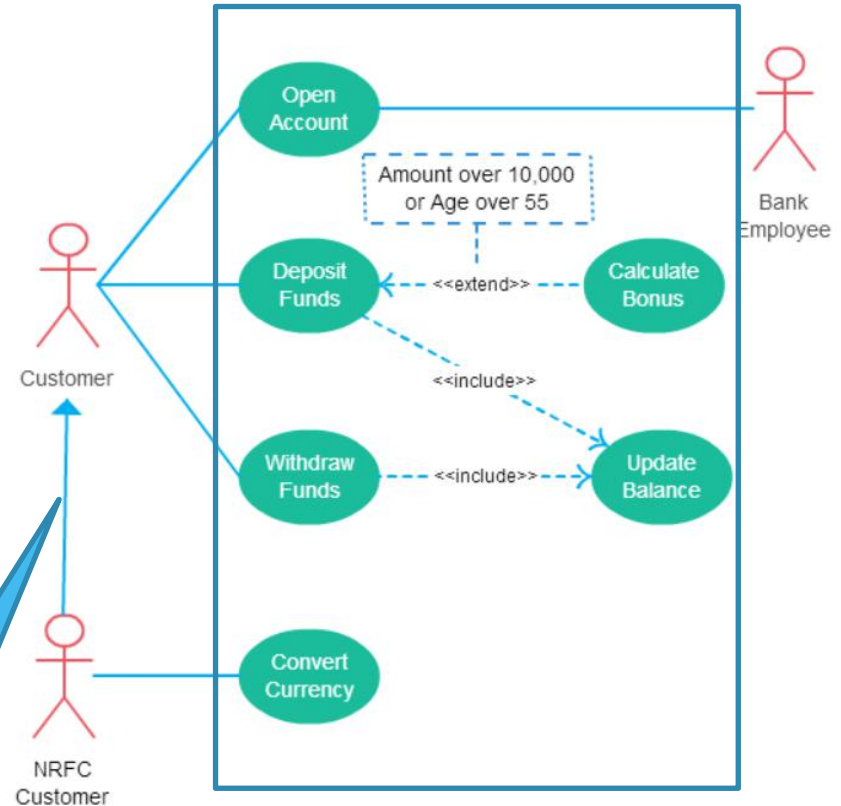 Open
Account
Amount over 10,000
or Age over 55
Bank
Employee
Deposit
Funds
<<extend>>
Calculate
Bonus
Customer
<<include>>
Withdraw
Funds
<<include>>
Update
Balance
Convert
Currency
NRFC
Customer